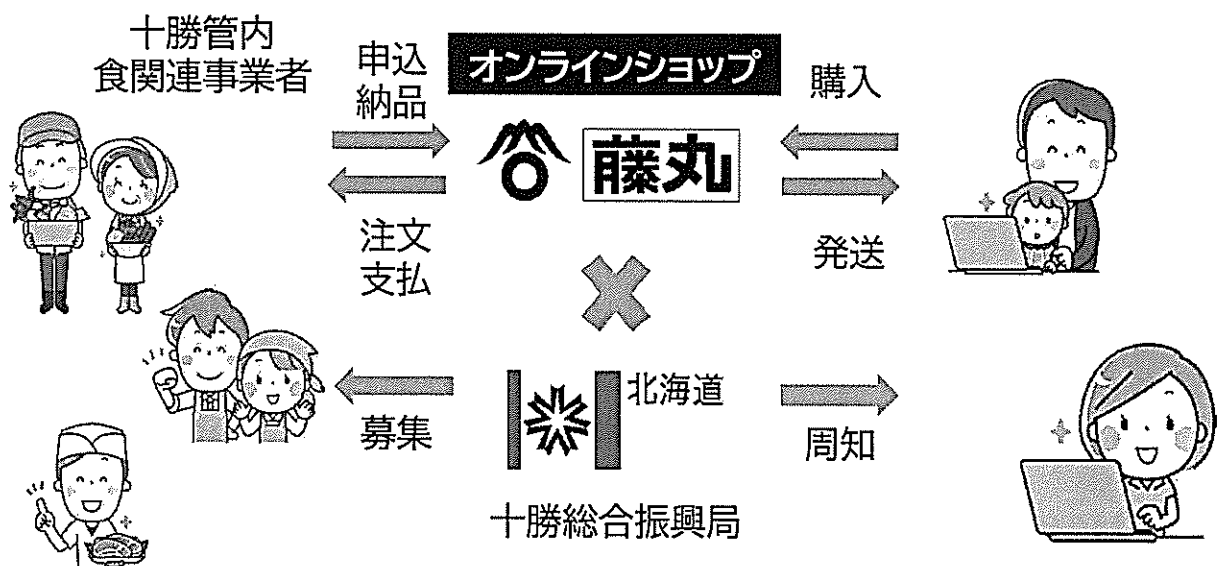 十勝管内
食関連事業者
申込
納品
注文
支払
オンラインショップ
藤丸
購入
発送
募集
北海道
十勝総合振興局
周知